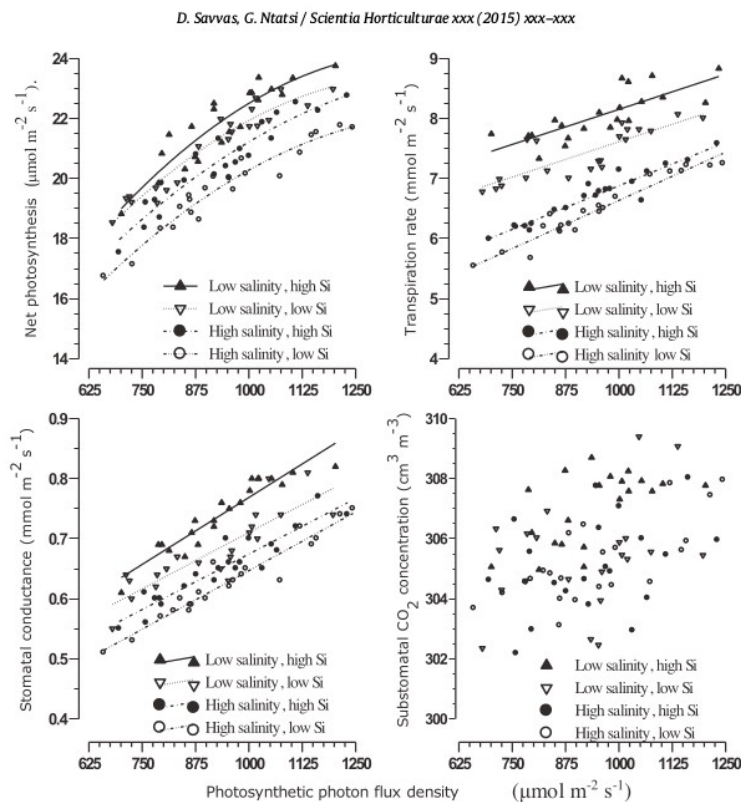 D. Savvas, G. Ntatsi / Scientia Horticulturae xxx (2015) xxx–xxx
Net photosynthesis (μmol m⁻² s⁻¹).
24
22
20
18
16
14
Low salinity, high Si
Low salinity, low Si
High salinity, high Si
High salinity, low Si
625 750 875 1000 1125 1250
Transpiration rate (mmol m⁻² s⁻¹)
9
8
7
6
5
4
Low salinity, high Si
Low salinity, low Si
High salinity, high Si
High salinity low Si
625 750 875 1000 1125 1250
Stomatal conductance (mmol m⁻² s⁻¹)
0.9
0.8
0.7
0.6
0.5
0.4
Low salinity, high Si
Low salinity, low Si
High salinity, high Si
High salinity, low Si
625 750 875 1000 1125 1250
Substomatal CO₂ concentration (cm³ m⁻³)
310
308
306
304
302
300
Low salinity, high Si
Low salinity, low Si
High salinity, high Si
High salinity, low Si
625 750 875 1000 1125 1250
Photosynthetic photon flux density (μmol m⁻² s⁻¹)